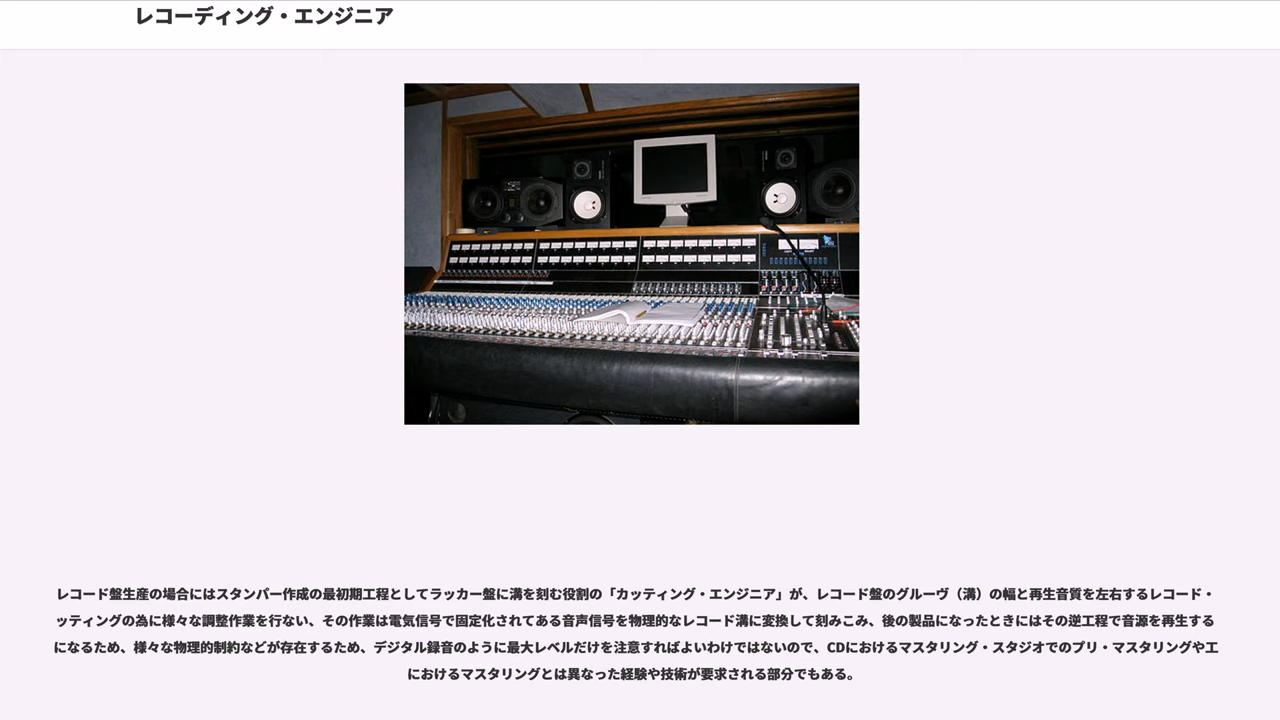 レコーディング・エンジニア
レコード盤生産の場合にはスタンパー作成の最初期工程としてラッカー盤に溝を刻む役割の「カッティング・エンジニア」が、レコード盤のグルーヴ（溝）の幅と再生音質を左右するレコード・
ッティングの為に様々な調整作業を行ない、その作業は電気信号で固定化されてある音声信号を物理的なレコード溝に変換して刻みこみ、後の製品になったときにはその逆工程で音源を再生する
になるため、様々な物理的制約などが存在するため、デジタル録音のように最大レベルだけを注意すればよいわけではないので、CDにおけるマスタリング・スタジオでのプリ・マスタリングや工
におけるマスタリングとは異なった経験や技術が要求される部分でもある。